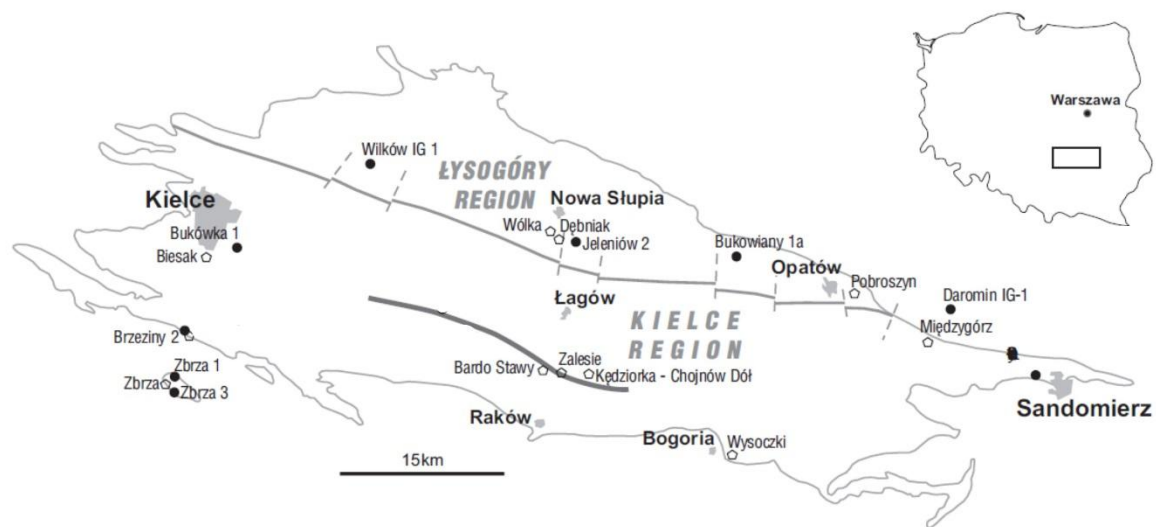 Warszawa
Wilków IG 1
ŁYSOGÓRY
REGION
Kielce
Nowa Słupia
Wólka
Dębniak
Jeleniów 2
Bukówka 1
Biesak
Bukowiany 1a
Opatów
Pobroszyn
Daromin IG-1
Łagów
KIELCE
REGION
Międzygórz
Brzeziny 2
Zbrza 1
Zbrza
Zbrza 3
Bardo Stawy
Zalesie
Kędziorka - Chojnów Dół
Sandomierz
Raków
Bogoria
Wysoczki
15km